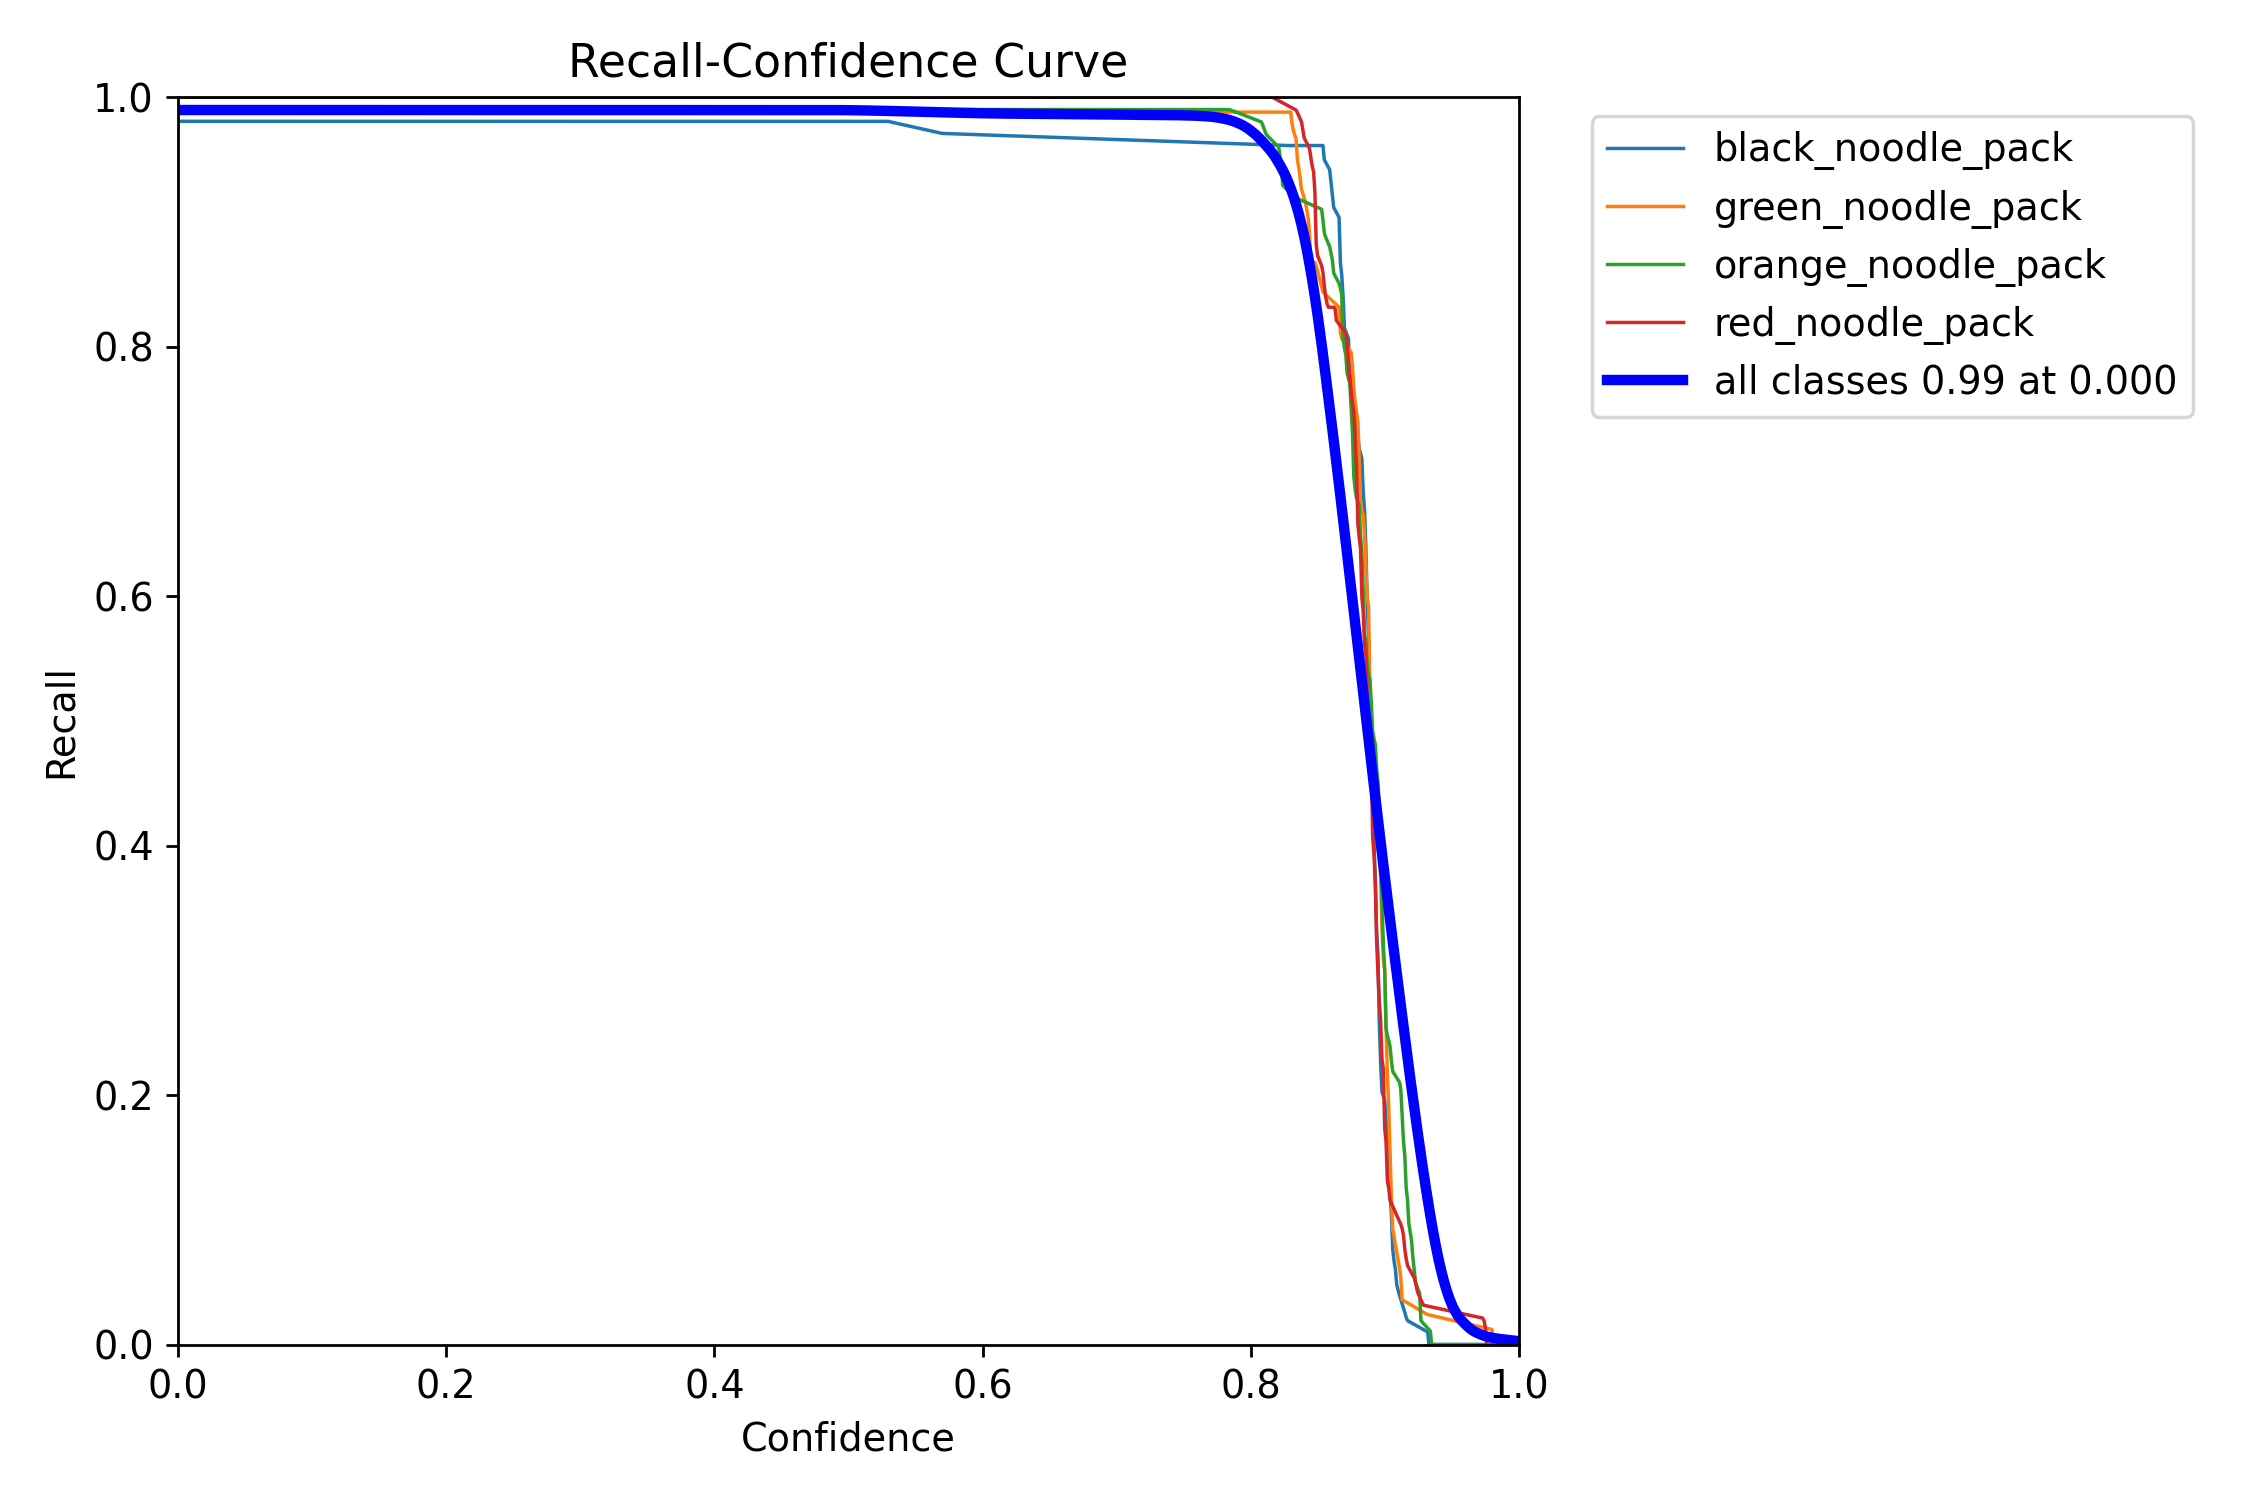 Recall-Confidence Curve
1.0
0.8
0.6
0.4
0.2
0.0
Recall
0.0 0.2 0.4 0.6 0.8 1.0
Confidence
black_noodle_pack
green_noodle_pack
orange_noodle_pack
red_noodle_pack
all classes 0.99 at 0.000